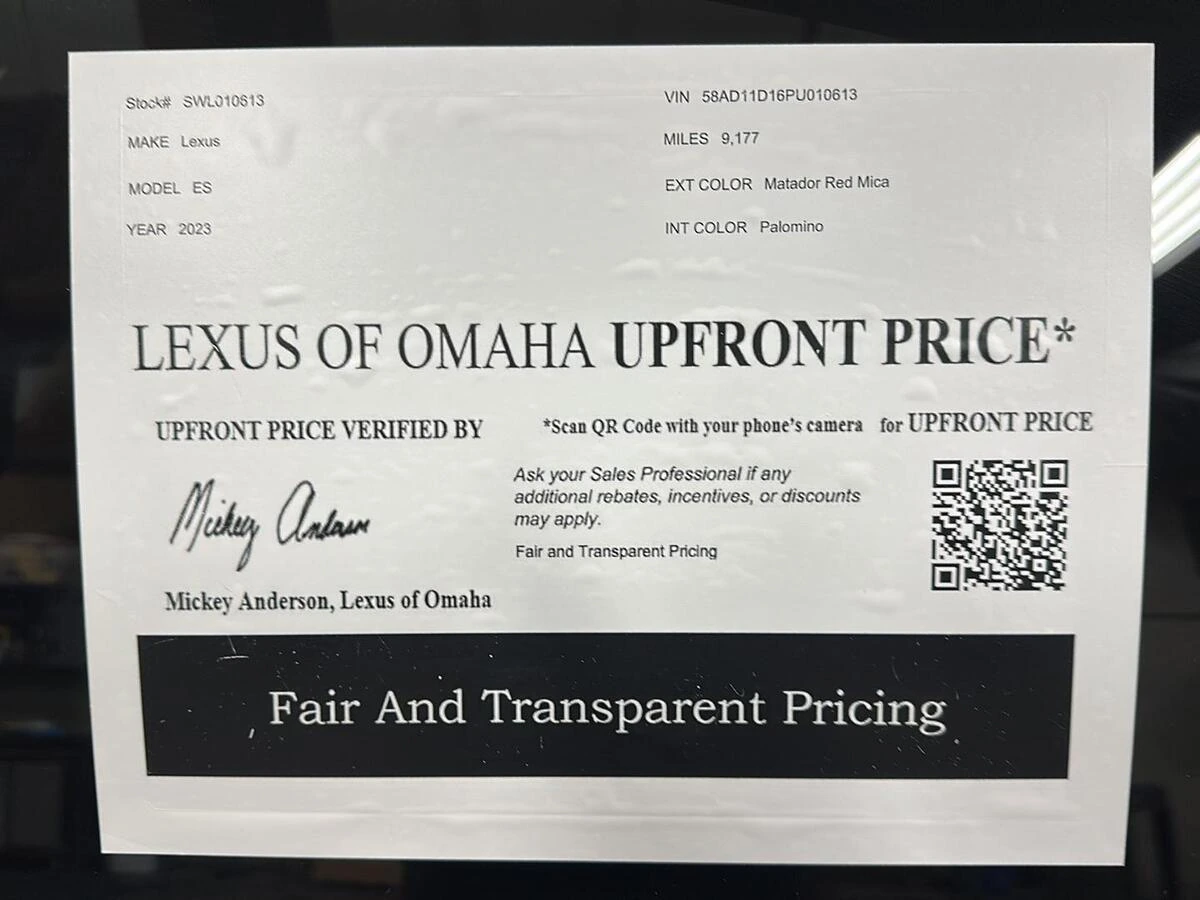 Stock# SWL010613
VIN 58AD11D16PU010613
MAKE Lexus
MILES 9,177
MODEL ES
EXT COLOR Matador Red Mica
YEAR 2023
INT COLOR Palomino
LEXUS OF OMAHA UPFRONT PRICE*
UPFRONT PRICE VERIFIED BY
*Scan QR Code with your phone's camera for UPFRONT PRICE
Ask your Sales Professional if any
additional rebates, incentives, or discounts
may apply.
Fair and Transparent Pricing
Mickey Anderson
Mickey Anderson, Lexus of Omaha
Fair And Transparent Pricing